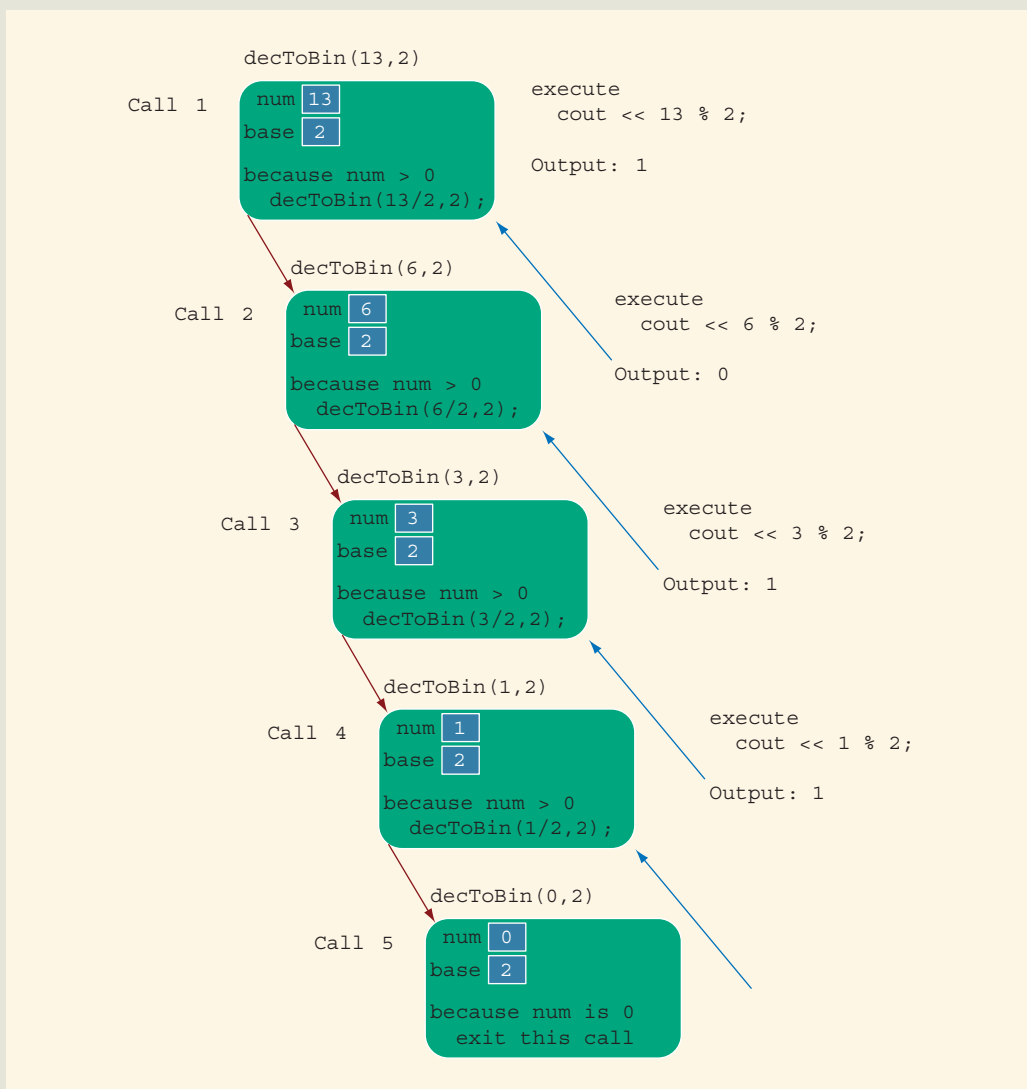 decToBin(13,2)
Call 1
num 13
base 2
because num > 0
decToBin(13/2,2);
execute
cout << 13 % 2;
Output: 1
decToBin(6,2)
Call 2
num 6
base 2
because num > 0
decToBin(6/2,2);
execute
cout << 6 % 2;
Output: 0
decToBin(3,2)
Call 3
num 3
base 2
because num > 0
decToBin(3/2,2);
execute
cout << 3 % 2;
Output: 1
decToBin(1,2)
Call 4
num 1
base 2
because num > 0
decToBin(1/2,2);
execute
cout << 1 % 2;
Output: 1
decToBin(0,2)
Call 5
num 0
base 2
because num is 0
exit this call